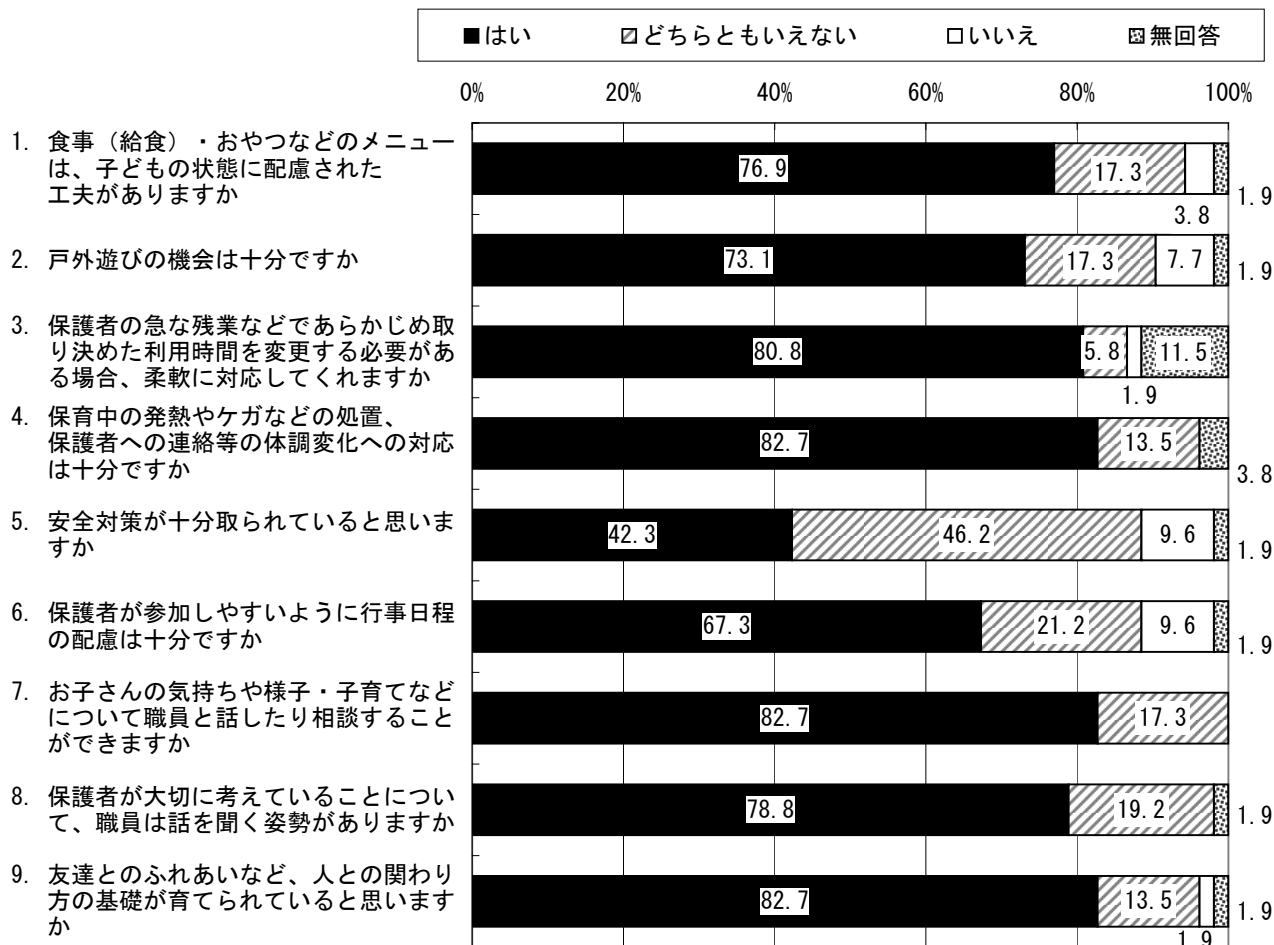 ■はい □どちらともいえない □いいえ 無回答
0% 20% 40% 60% 80% 100%
1. 食事（給食）・おやつなどのメニュー
は、子どもの状態に配慮された
工夫がありますか
76.9 17.3 3.8 1.9
2. 戸外遊びの機会は十分ですか
73.1 17.3 7.7 1.9
3. 保護者の急な残業などであらかじめ取
り決めた利用時間を変更する必要があ
る場合、柔軟に対応してくれますか
80.8 5.8 1.9 11.5
4. 保育中の発熱やケガなどの処置、
保護者への連絡等の体調変化への対応
は十分ですか
82.7 13.5 3.8
5. 安全対策が十分取られていると思いま
すか
42.3 46.2 9.6 1.9
6. 保護者が参加しやすいように行事日程
の配慮は十分ですか
67.3 21.2 9.6 1.9
7. お子さんの気持ちや様子・子育てなど
について職員と話したり相談すること
ができますか
82.7 17.3
8. 保護者が大切に考えていることについ
て、職員は話を聞く姿勢がありますか
78.8 19.2 1.9
9. 友達とのふれあいなど、人との関わり
方の基礎が育てられていると思います
か
82.7 13.5 1.9 1.9